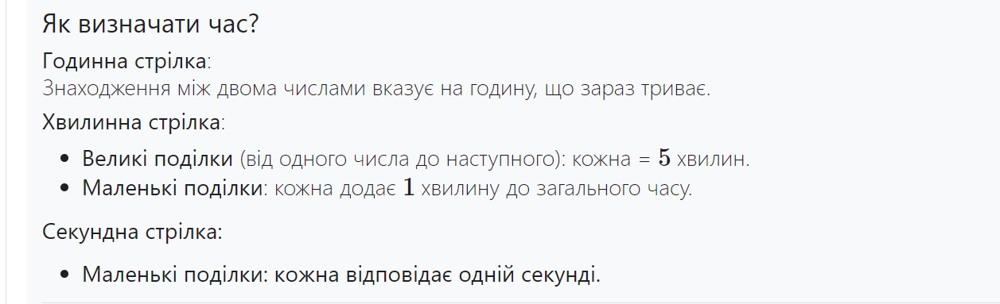 Як визначати час?
Годинна стрілка:
Знаходження між двома числами вказує на годину, що зараз триває.
Хвилинна стрілка:
• Великі поділки (від одного числа до наступного): кожна = 5 хвилин.
• Маленькі поділки: кожна додає 1 хвилину до загального часу.
Секундна стрілка:
• Маленькі поділки: кожна відповідає одній секунді.